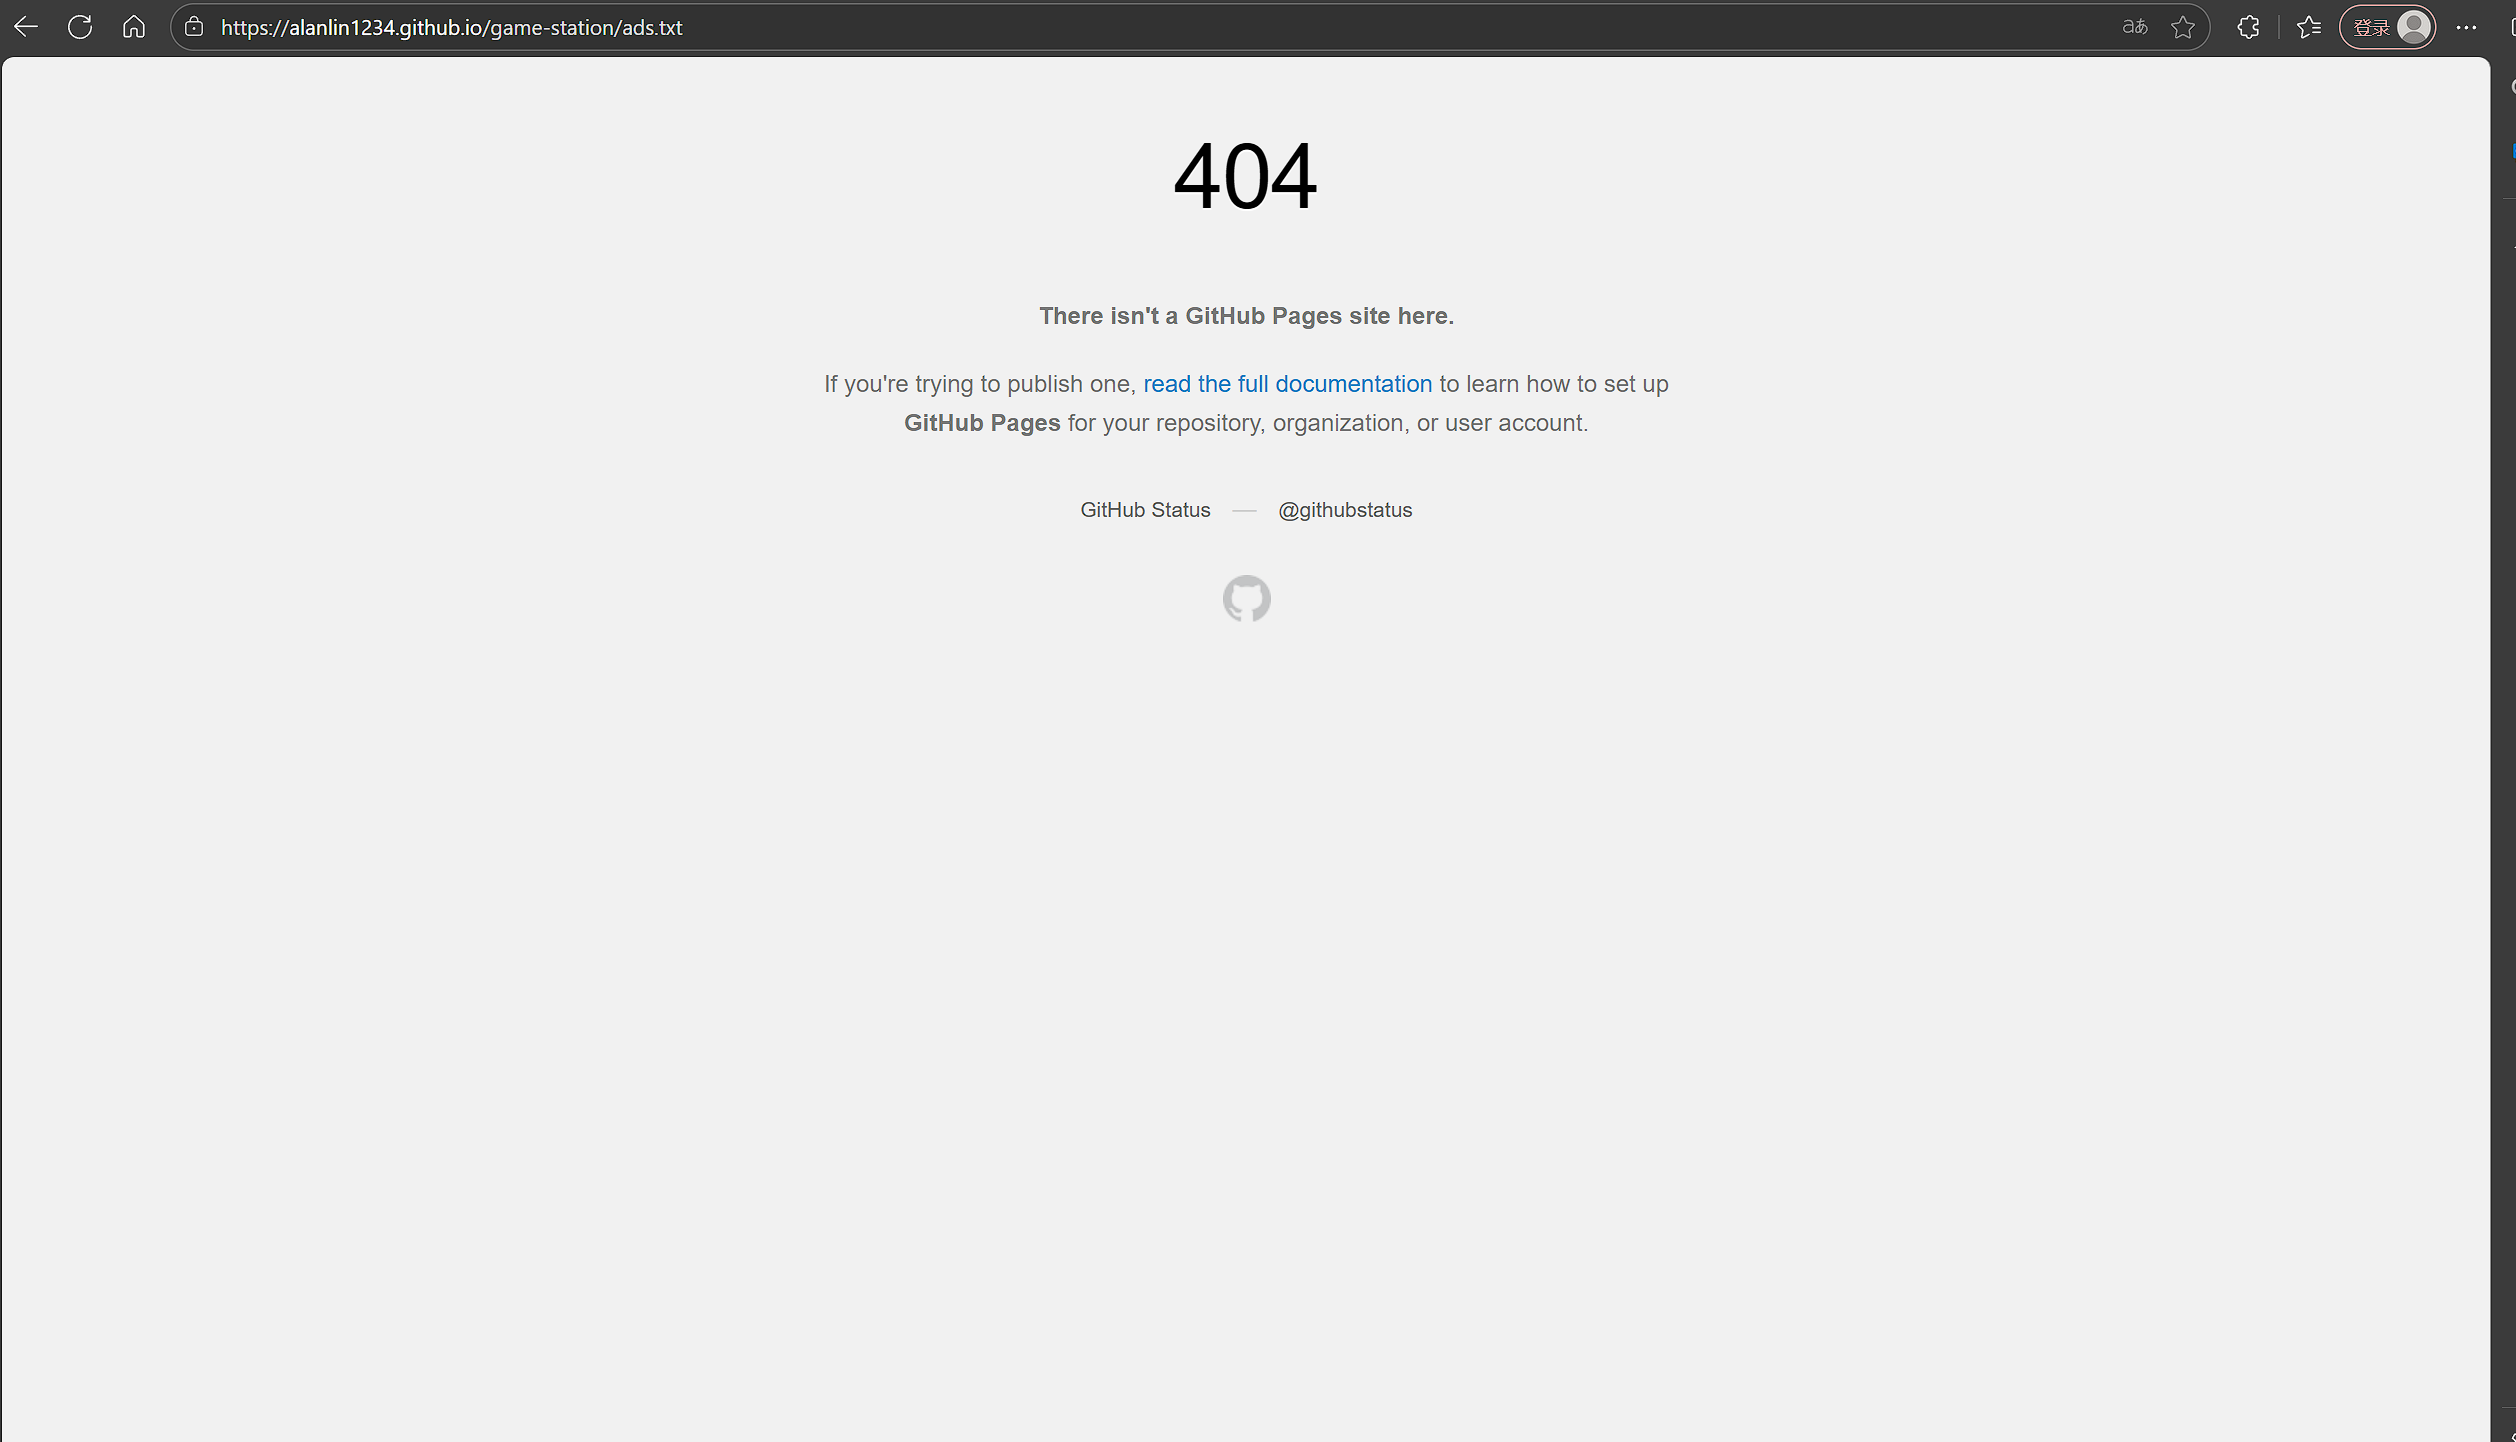 https://alanlin1234.github.io/game-station/ads.txt
aあ
登录
404
There isn't a GitHub Pages site here.
If you're trying to publish one, read the full documentation to learn how to set up
GitHub Pages for your repository, organization, or user account.
GitHub Status — @githubstatus